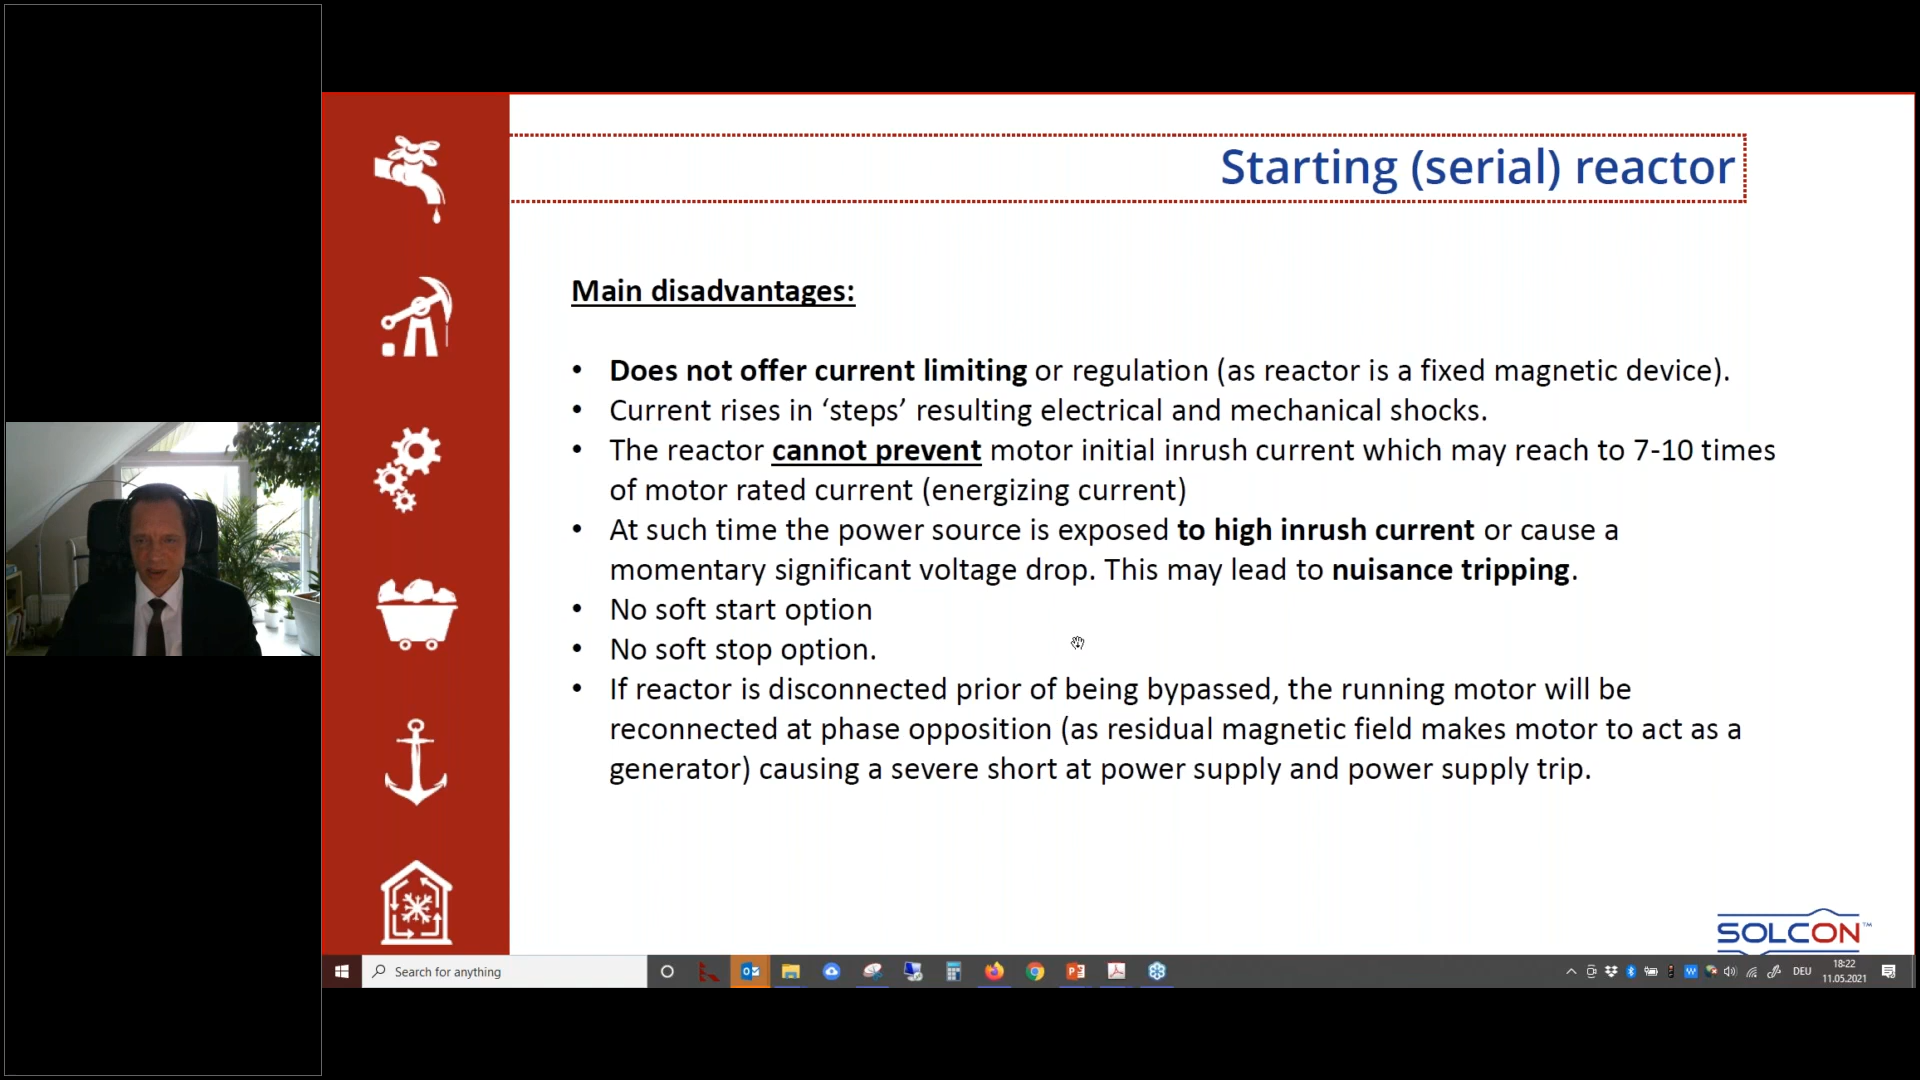 Starting (serial) reactor
Main disadvantages:
• Does not offer current limiting or regulation (as reactor is a fixed magnetic device).
• Current rises in ‘steps’ resulting electrical and mechanical shocks.
• The reactor cannot prevent motor initial inrush current which may reach to 7-10 times
of motor rated current (energizing current)
• At such time the power source is exposed to high inrush current or cause a
momentary significant voltage drop. This may lead to nuisance tripping.
• No soft start option
• No soft stop option.
• If reactor is disconnected prior of being bypassed, the running motor will be
reconnected at phase opposition (as residual magnetic field makes motor to act as a
generator) causing a severe short at power supply and power supply trip.
SOLCON™
Search for anything
DEU
18:22
11.05.2021